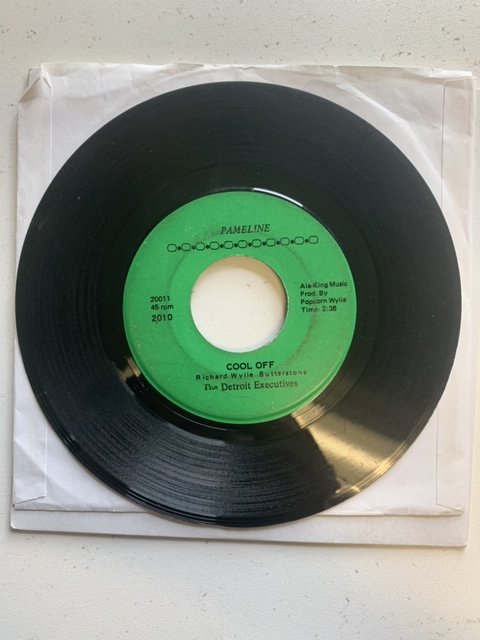 PAMELINE
20011
45 rpm
2010
Ala-King Music
Prod. By
Popcorn Wylie
Time: 2:38
COOL OFF
Richard Wylie Butterstone
The Detroit Executives